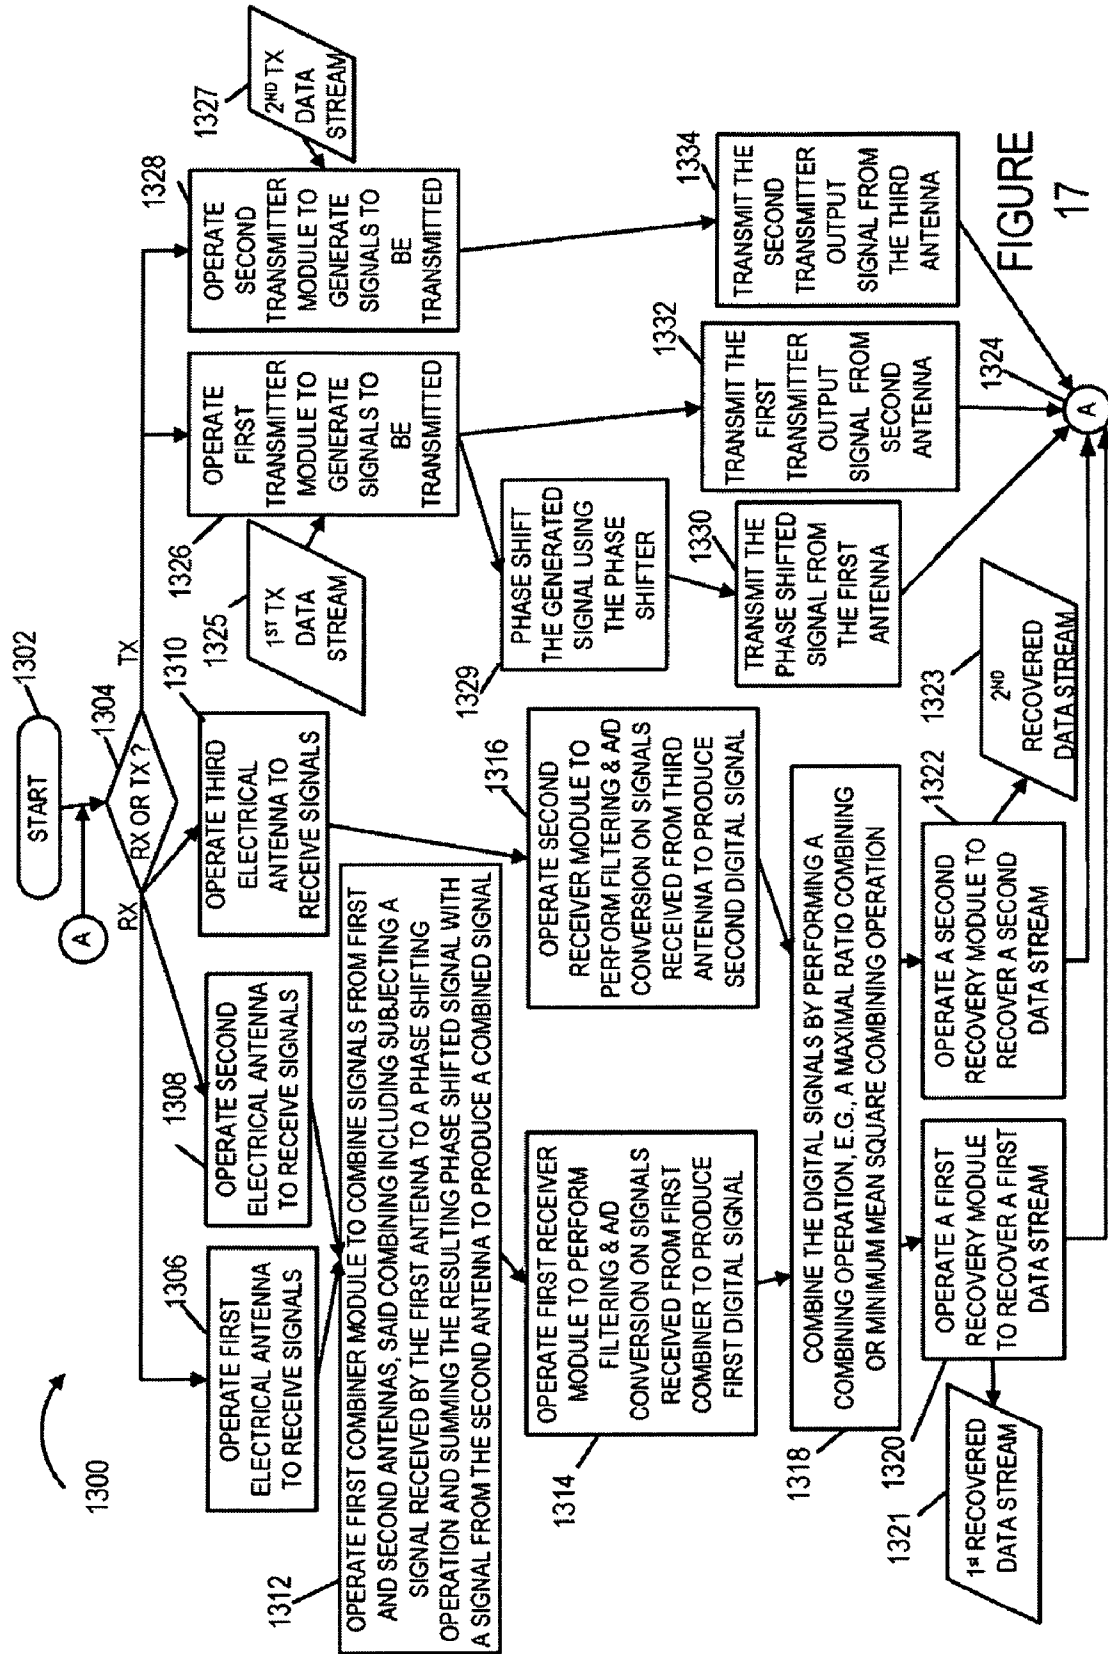 1300
START
1302
A
RX OR TX ?
1304
RX
TX
OPERATE FIRST
ELECTRICAL ANTENNA
TO RECEIVE SIGNALS
1306
OPERATE SECOND
ELECTRICAL ANTENNA
TO RECEIVE SIGNALS
1308
OPERATE THIRD
ELECTRICAL
ANTENNA TO
RECEIVE SIGNALS
1310
OPERATE FIRST COMBINER MODULE TO COMBINE SIGNALS FROM FIRST
AND SECOND ANTENNAS, SAID COMBINING INCLUDING SUBJECTING A
SIGNAL RECEIVED BY THE FIRST ANTENNA TO A PHASE SHIFTING
OPERATION AND SUMMING THE RESULTING PHASE SHIFTED SIGNAL WITH
A SIGNAL FROM THE SECOND ANTENNA TO PRODUCE A COMBINED SIGNAL
1312
OPERATE FIRST RECEIVER
MODULE TO PERFORM
FILTERING & A/D
CONVERSION ON SIGNALS
RECEIVED FROM FIRST
COMBINER TO PRODUCE
FIRST DIGITAL SIGNAL
1314
OPERATE SECOND
RECEIVER MODULE TO
PERFORM FILTERING & A/D
CONVERSION ON SIGNALS
RECEIVED FROM THIRD
ANTENNA TO PRODUCE
SECOND DIGITAL SIGNAL
1316
COMBINE THE DIGITAL SIGNALS BY PERFORMING A
COMBINING OPERATION, E.G., A MAXIMAL RATIO COMBINING
OR MINIMUM MEAN SQUARE COMBINING OPERATION
1318
OPERATE A FIRST
RECOVERY MODULE
TO RECOVER A FIRST
DATA STREAM
1320
1st RECOVERED
DATA STREAM
1321
OPERATE A SECOND
RECOVERY MODULE TO
RECOVER A SECOND
DATA STREAM
1322
2ND
RECOVERED
DATA STREAM
1323
1ST TX
DATA
STREAM
1325
OPERATE
FIRST
TRANSMITTER
MODULE TO
GENERATE
SIGNALS TO
BE
TRANSMITTED
1326
2ND TX
DATA
STREAM
1327
OPERATE
SECOND
TRANSMITTER
MODULE TO
GENERATE
SIGNALS TO
BE
TRANSMITTED
1328
PHASE SHIFT
THE GENERATED
SIGNAL USING
THE PHASE
SHIFTER
1329
TRANSMIT THE
PHASE SHIFTED
SIGNAL FROM
THE FIRST
ANTENNA
1330
TRANSMIT THE
FIRST
TRANSMITTER
OUTPUT
SIGNAL FROM
SECOND
ANTENNA
1332
TRANSMIT THE
SECOND
TRANSMITTER
OUTPUT
SIGNAL FROM
THE THIRD
ANTENNA
1334
A
1324
FIGURE
17